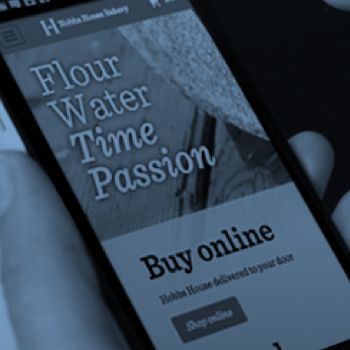 Hobbs House Bakery
Flour
Water
Time
Passion
Buy online
Hobbs House delivered to your door
Shop online